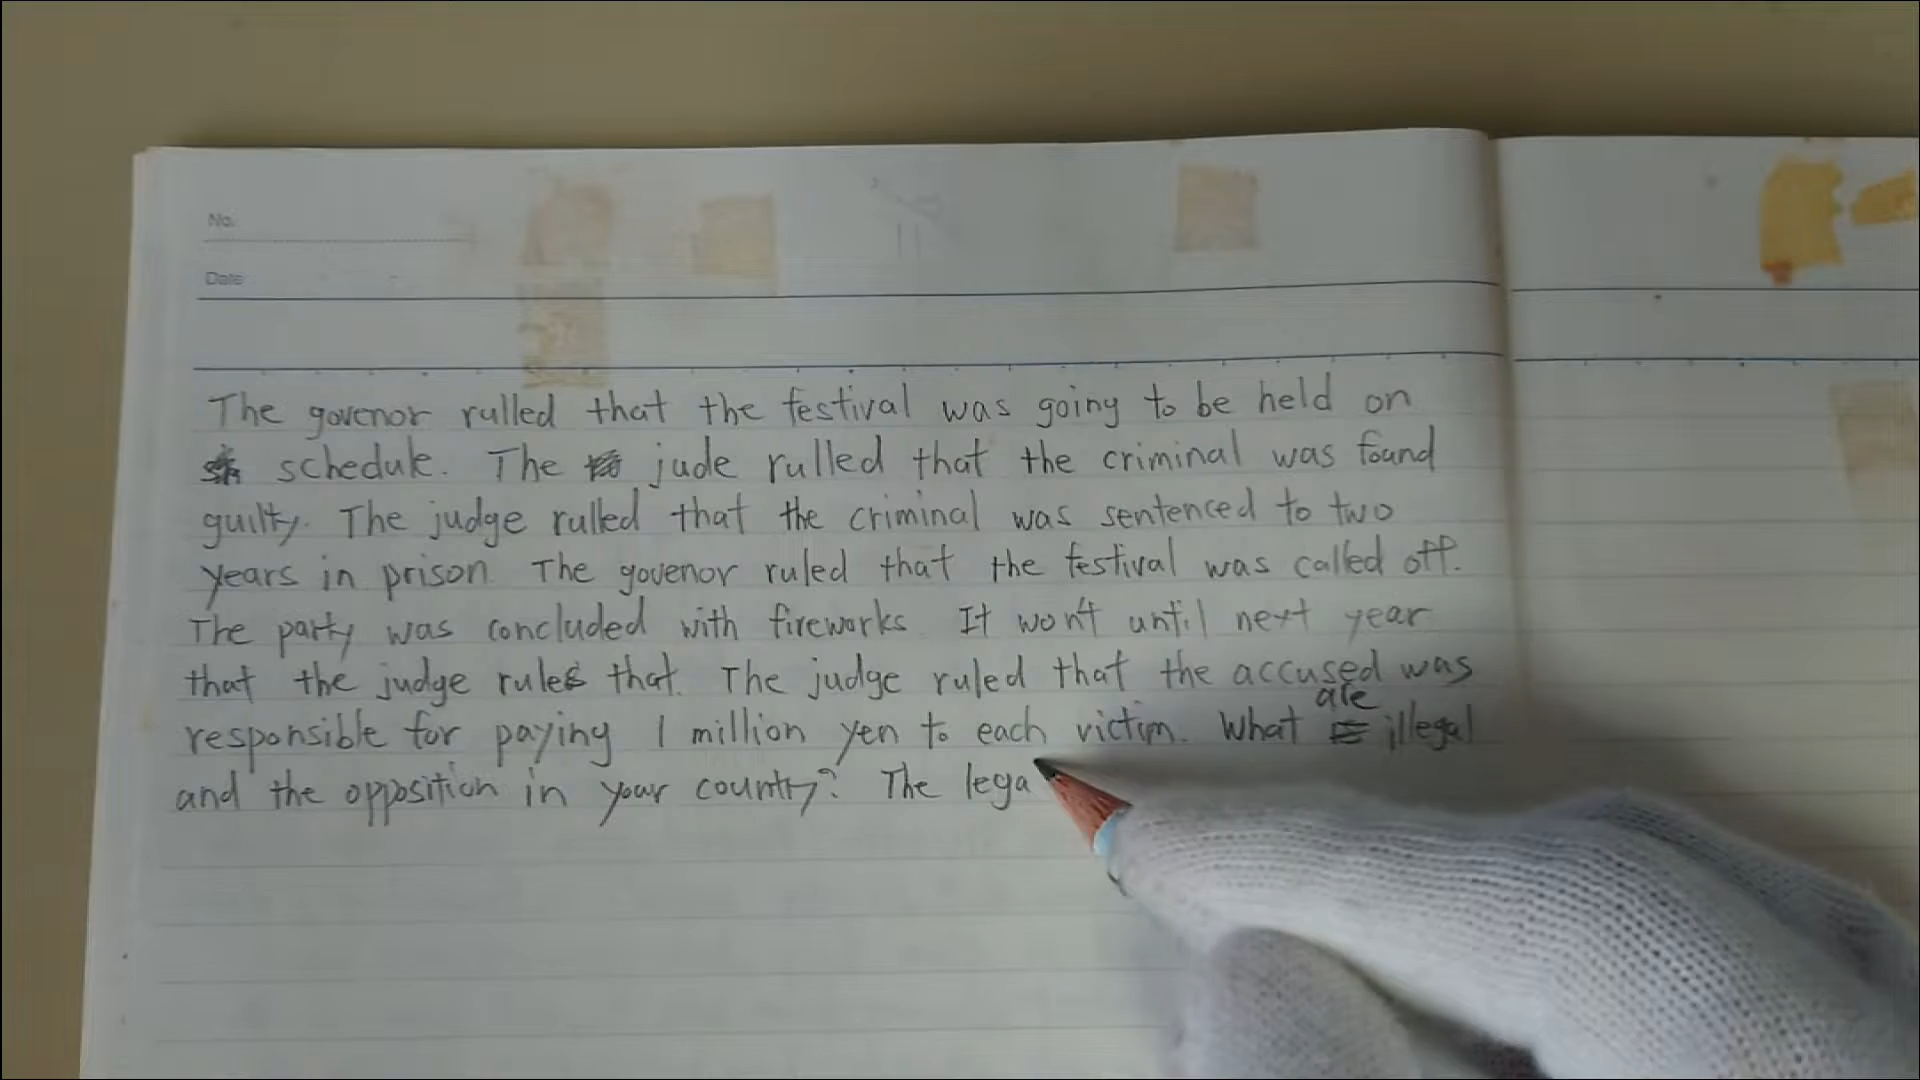 No.
Date
The govenor rulled that the festival was going to be held on
schedule. The jude rulled that the criminal was found
guilty. The judge rulled that the criminal was sentenced to two
years in prison The govenor ruled that the festival was called off.
The party was concluded with fireworks It won't until next year
that the judge rules that. The judge ruled that the accused was
responsible for paying 1 million yen to each victim. What are illegal
and the opposition in your country? The lega